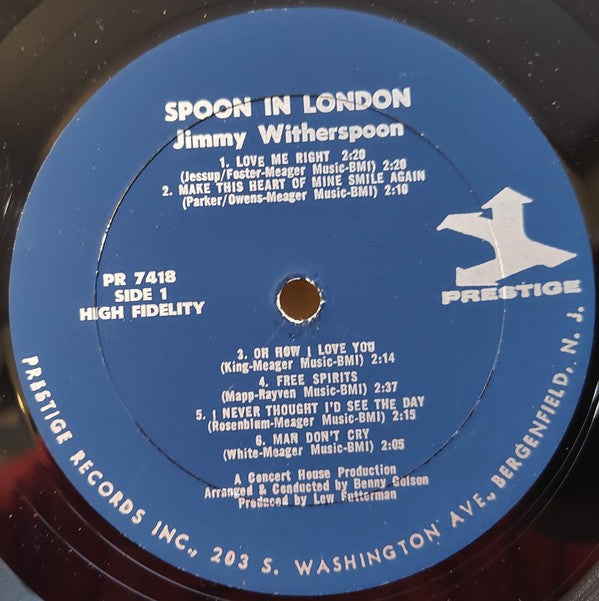 SPOON IN LONDON
Jimmy Witherspoon
1. LOVE ME RIGHT 2:20
(Jessup/Foster-Meager Music-BMI) 2:20
2. MAKE THIS HEART OF MINE SMILE AGAIN
(Parker/Owens-Meager Music-BMI) 2:10
PR 7418
SIDE 1
HIGH FIDELITY
PRESTIGE
3. OH HOW I LOVE YOU
(King-Meager Music-BMI) 2:14
4. FREE SPIRITS
(Mapp-Rayven Music-BMI) 2:37
5. I NEVER THOUGHT I'D SEE THE DAY
(Rosenblum-Meager Music-BMI) 2:15
6. MAN DON'T CRY
(White-Meager Music-BMI) 2:05
A Concert House Production
Arranged & Conducted by Benny Golson
Produced by Lew Futterman
PRESTIGE RECORDS INC., 203 S. WASHINGTON AVE., BERGENFIELD, N. J.